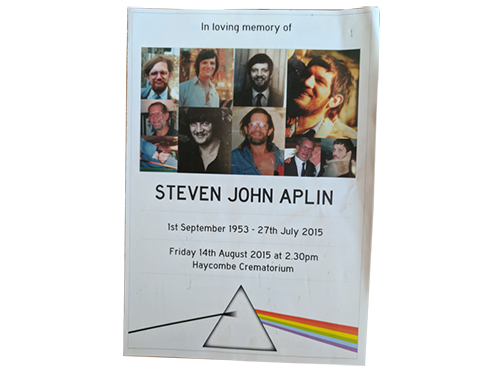 In loving memory of
STEVEN JOHN APLIN
1st September 1953 - 27th July 2015
Friday 14th August 2015 at 2.30pm
Haycombe Crematorium